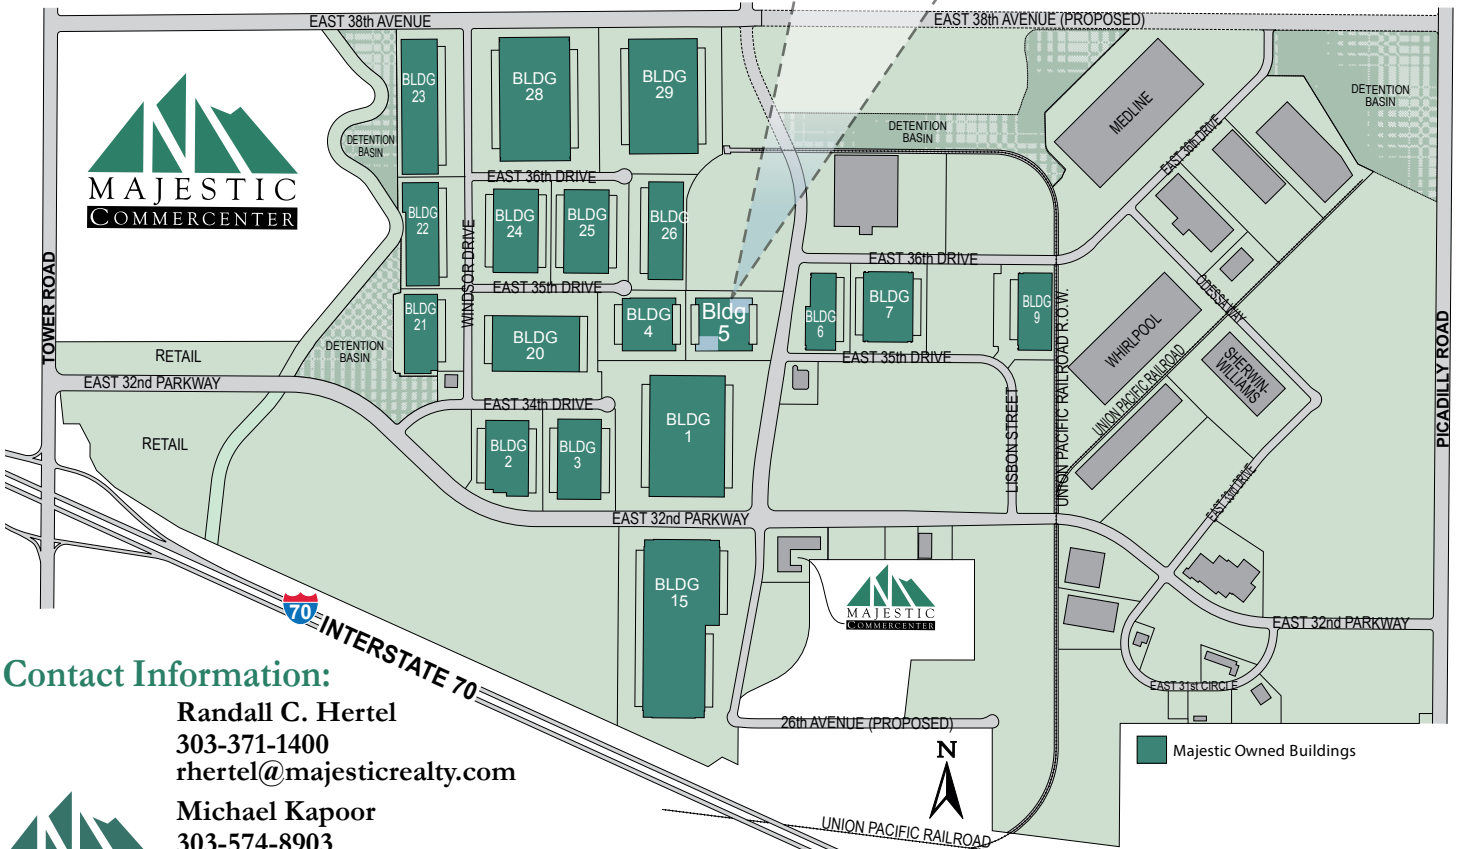 EAST 38th AVENUE
EAST 38th AVENUE (PROPOSED)
BLDG
23
BLDG
28
BLDG
29
MEDLINE
DETENTION
BASIN
DETENTION
BASIN
DETENTION
BASIN
EAST 36th DRIVE
MAJESTIC
COMMERCENTER
EAST 36th DRIVE
BLDG
22
BLDG
24
BLDG
25
BLDG
26
WINDSOR DRIVE
TOWER ROAD
EAST 36th DRIVE
EAST 35th DRIVE
BLDG
21
BLDG
20
BLDG
4
Bldg
5
BLDG
6
BLDG
7
BLDG
9
ODESSA WAY
WHIRLPOOL
SHERWIN-
WILLIAMS
UNION PACIFIC RAILROAD
UNION PACIFIC RAILROAD R.O.W.
PICADILLY ROAD
DETENTION
BASIN
RETAIL
EAST 35th DRIVE
EAST 32nd PARKWAY
EAST 34th DRIVE
LISBON STREET
RETAIL
BLDG
2
BLDG
3
BLDG
1
EAST 33rd DRIVE
EAST 32nd PARKWAY
BLDG
15
MAJESTIC
COMMERCENTER
70
INTERSTATE 70
EAST 32nd PARKWAY
EAST 31st CIRCLE
26th AVENUE (PROPOSED)
N
Majestic Owned Buildings
UNION PACIFIC RAILROAD
Contact Information:
Randall C. Hertel
303-371-1400
rhertel@majesticrealty.com
Michael Kapoor
303-574-8903